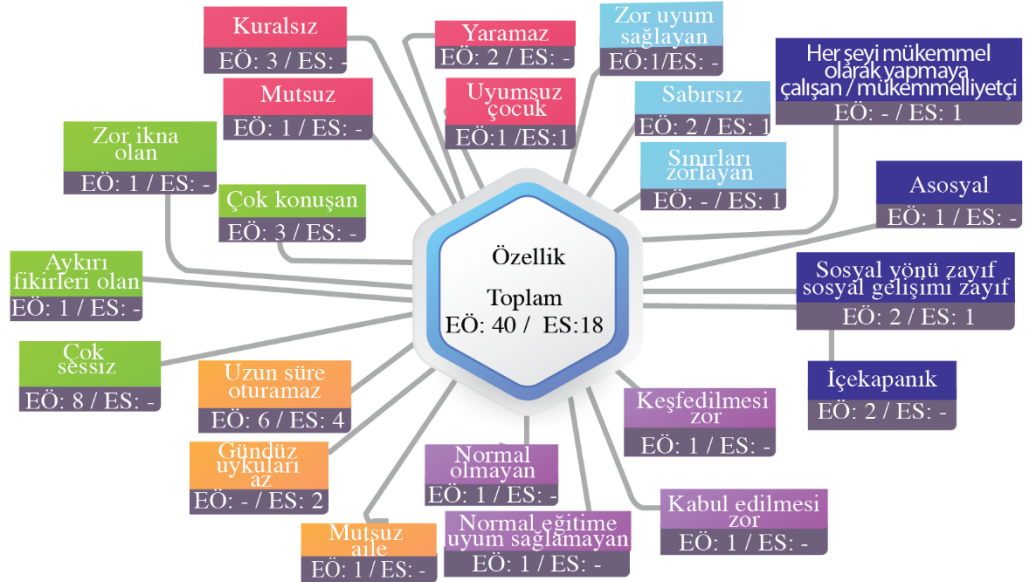 Kuralsız
EÖ: 3 / ES: -
Yaramaz
EÖ: 2 / ES: -
Zor uyum
sağlayan
EÖ:1/ES: -
Her şeyi mükemmel
olarak yapmaya
çalışan / mükemmelliyetçi
EÖ: - / ES: 1
Mutsuz
EÖ: 1 / ES: -
Uyumsuz
çocuk
EÖ:1 /ES:1
Sabırsız
EÖ: 2 / ES: 1
Zor ikna
olan
EÖ: 1 / ES: -
Sınırları
zorlayan
EÖ: - / ES: 1
Çok konuşan
EÖ: 3 / ES: -
Asosyal
EÖ: 1 / ES: -
Aykırı
fikirleri olan
EÖ: 1 / ES: -
Özellik
Toplam
EÖ: 40 / ES:18
Sosyal yönü zayıf
sosyal gelişimi zayıf
EÖ: 2 / ES: 1
Çok
sessiz
EÖ: 8 / ES: -
Uzun süre
oturamaz
EÖ: 6 / ES: 4
İçekapanık
EÖ: 2 / ES: -
Keşfedilmesi
zor
EÖ: 1 / ES: -
Gündüz
uykuları
az
EÖ: - / ES: 2
Normal
olmayan
EÖ: 1 / ES: -
Kabul edilmesi
zor
EÖ: 1 / ES: -
Mutsuz
aile
EÖ: 1 / ES: -
Normal eğitime
uyum sağlamayan
EÖ: 1 / ES: -